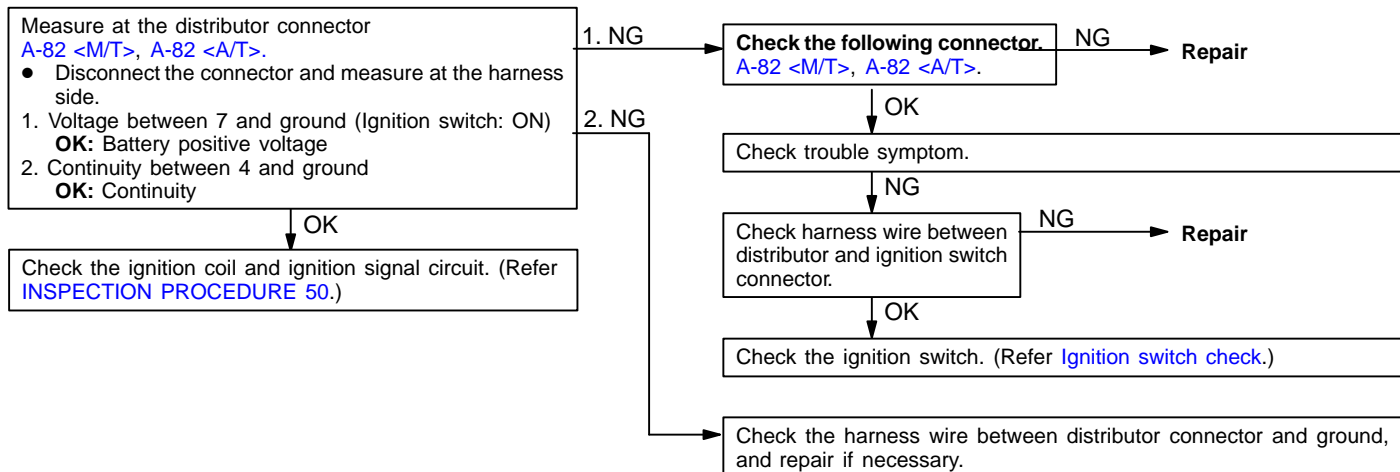 Measure at the distributor connector
A-82 <M/T>, A-82 <A/T>.
● Disconnect the connector and measure at the harness
side.
1. Voltage between 7 and ground (Ignition switch: ON)
OK: Battery positive voltage
2. Continuity between 4 and ground
OK: Continuity
OK
Check the ignition coil and ignition signal circuit. (Refer
INSPECTION PROCEDURE 50.)
1. NG
Check the following connector.
A-82 <M/T>, A-82 <A/T>.
NG
Repair
OK
Check trouble symptom.
NG
Check harness wire between
distributor and ignition switch
connector.
NG
Repair
OK
Check the ignition switch. (Refer Ignition switch check.)
2. NG
Check the harness wire between distributor connector and ground,
and repair if necessary.